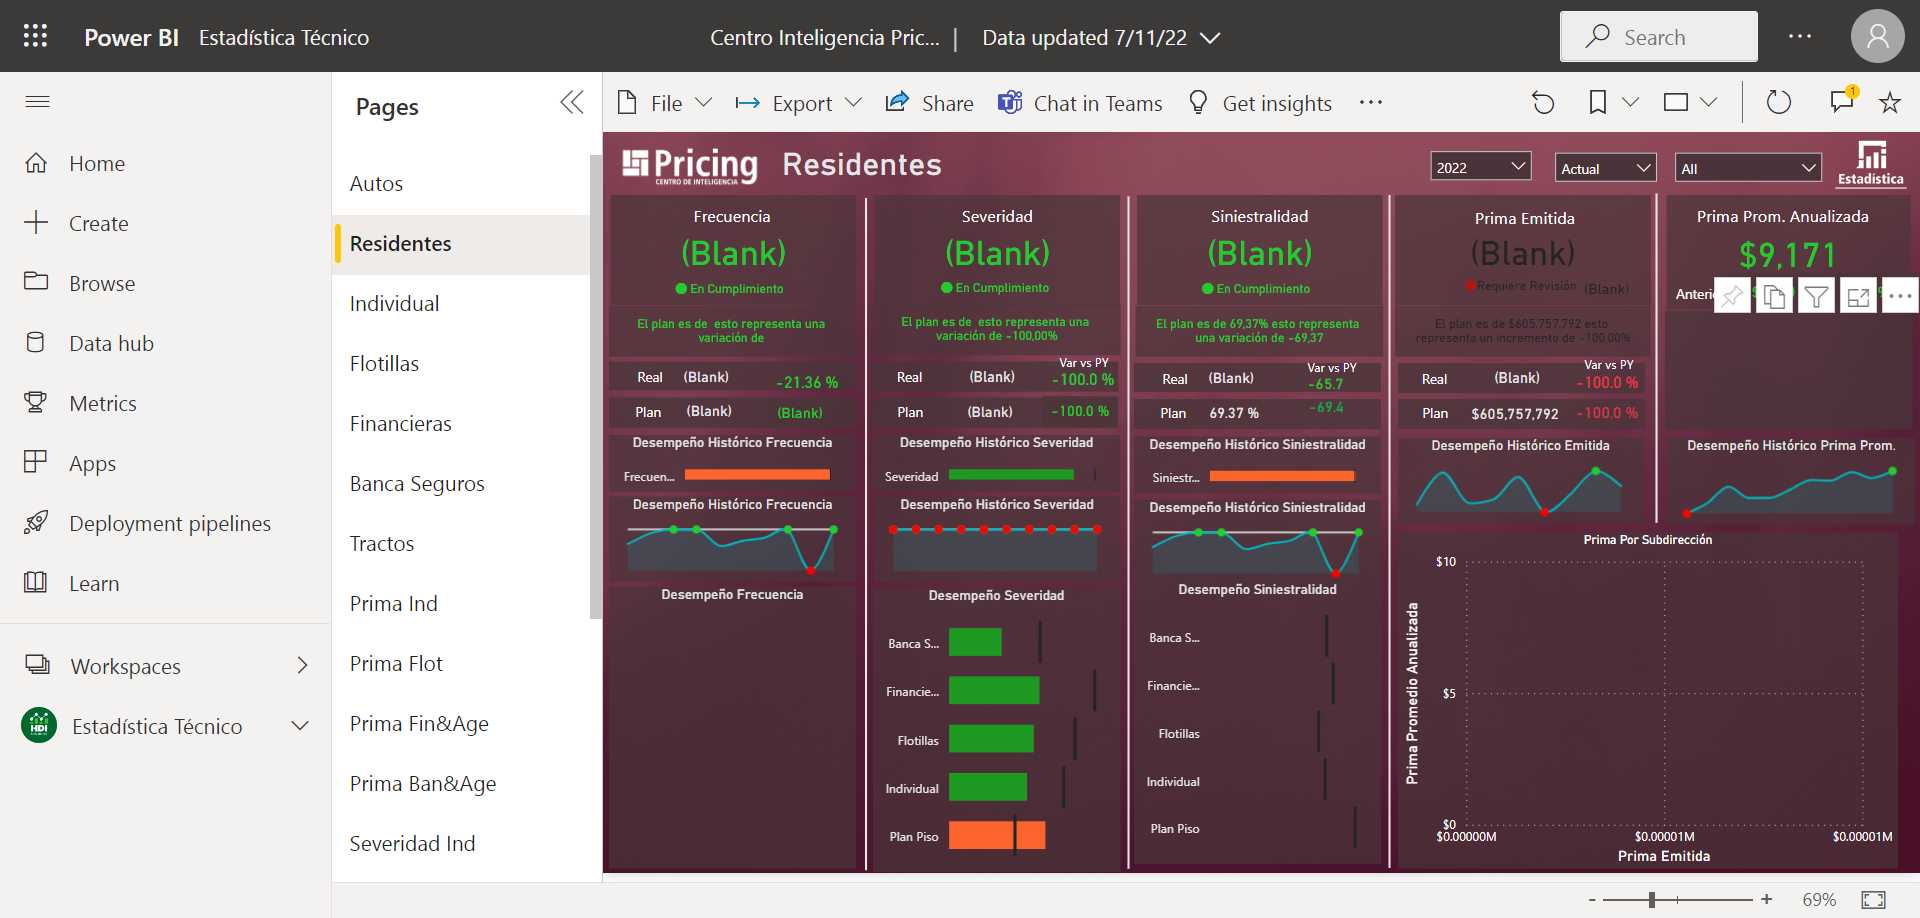 Power BI Estadística Técnico
Centro Inteligencia Pric... | Data updated 7/11/22
Search
Home
Create
Browse
Data hub
Metrics
Apps
Deployment pipelines
Learn
Workspaces
HDI
Estadística Técnico
Pages
Autos
Residentes
Individual
Flotillas
Financieras
Banca Seguros
Tractos
Prima Ind
Prima Flot
Prima Fin&Age
Prima Ban&Age
Severidad Ind
File Export Share Chat in Teams Get insights
1
Pricing
CENTRO DE INTELIGENCIA
Residentes
2022
Actual
All
Estadística
Frecuencia
(Blank)
En Cumplimiento
El plan es de esto representa una
variación de
Real (Blank) -21.36 %
Plan (Blank) (Blank)
Desempeño Histórico Frecuencia
Frecuen...
Desempeño Histórico Frecuencia
Desempeño Frecuencia
Severidad
(Blank)
En Cumplimiento
El plan es de esto representa una
variación de -100,00%
Var vs PY
Real (Blank) -100.0 %
Plan (Blank) -100.0 %
Desempeño Histórico Severidad
Severidad
Desempeño Histórico Severidad
Desempeño Severidad
Banca S...
Financie...
Flotillas
Individual
Plan Piso
Siniestralidad
(Blank)
En Cumplimiento
El plan es de 69,37% esto representa
una variación de -69,37
Var vs PY
Real (Blank) -65.7
Plan 69.37 % -69.4
Desempeño Histórico Siniestralidad
Siniestr...
Desempeño Histórico Siniestralidad
Desempeño Siniestralidad
Banca S...
Financie...
Flotillas
Individual
Plan Piso
Prima Emitida
(Blank)
Requiere Revisión (Blank)
El plan es de $605.757.792 esto
representa un incremento de -100,00%
Var vs PY
Real (Blank) -100.0 %
Plan $605,757,792 -100.0 %
Desempeño Histórico Emitida
Prima Prom. Anualizada
$9,171
Anteri
Desempeño Histórico Prima Prom.
Prima Por Subdirección
Prima Promedio Anualizada
$10
$5
$0
$0.00000M $0.00001M $0.00001M
Prima Emitida
- + 69%